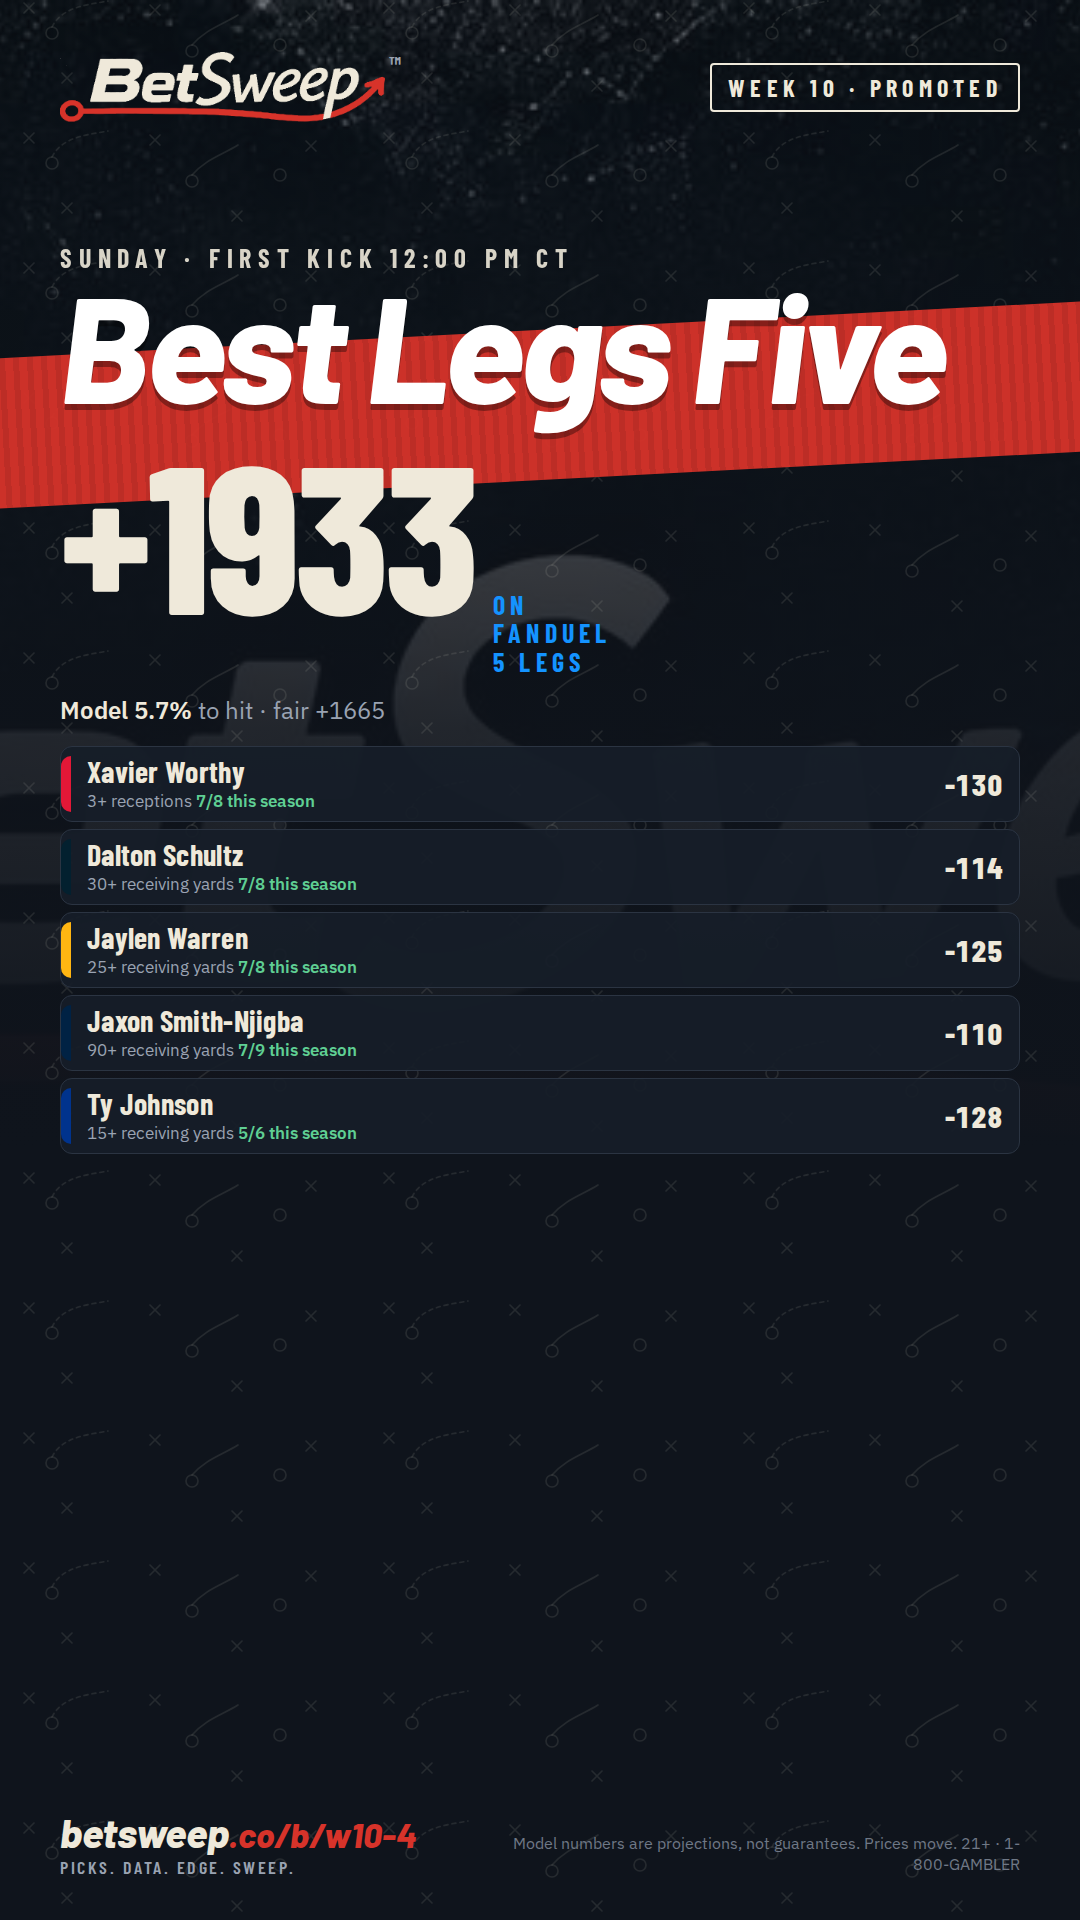 BetSweep™
WEEK 10 · PROMOTED
SUNDAY · FIRST KICK 12:00 PM CT
Best Legs Five
+1933
ON
FANDUEL
5 LEGS
Model 5.7% to hit · fair +1665
Xavier Worthy
3+ receptions 7/8 this season
-130
Dalton Schultz
30+ receiving yards 7/8 this season
-114
Jaylen Warren
25+ receiving yards 7/8 this season
-125
Jaxon Smith-Njigba
90+ receiving yards 7/9 this season
-110
Ty Johnson
15+ receiving yards 5/6 this season
-128
betsweep.co/b/w10-4
PICKS. DATA. EDGE. SWEEP.
Model numbers are projections, not guarantees. Prices move. 21+ · 1-
800-GAMBLER